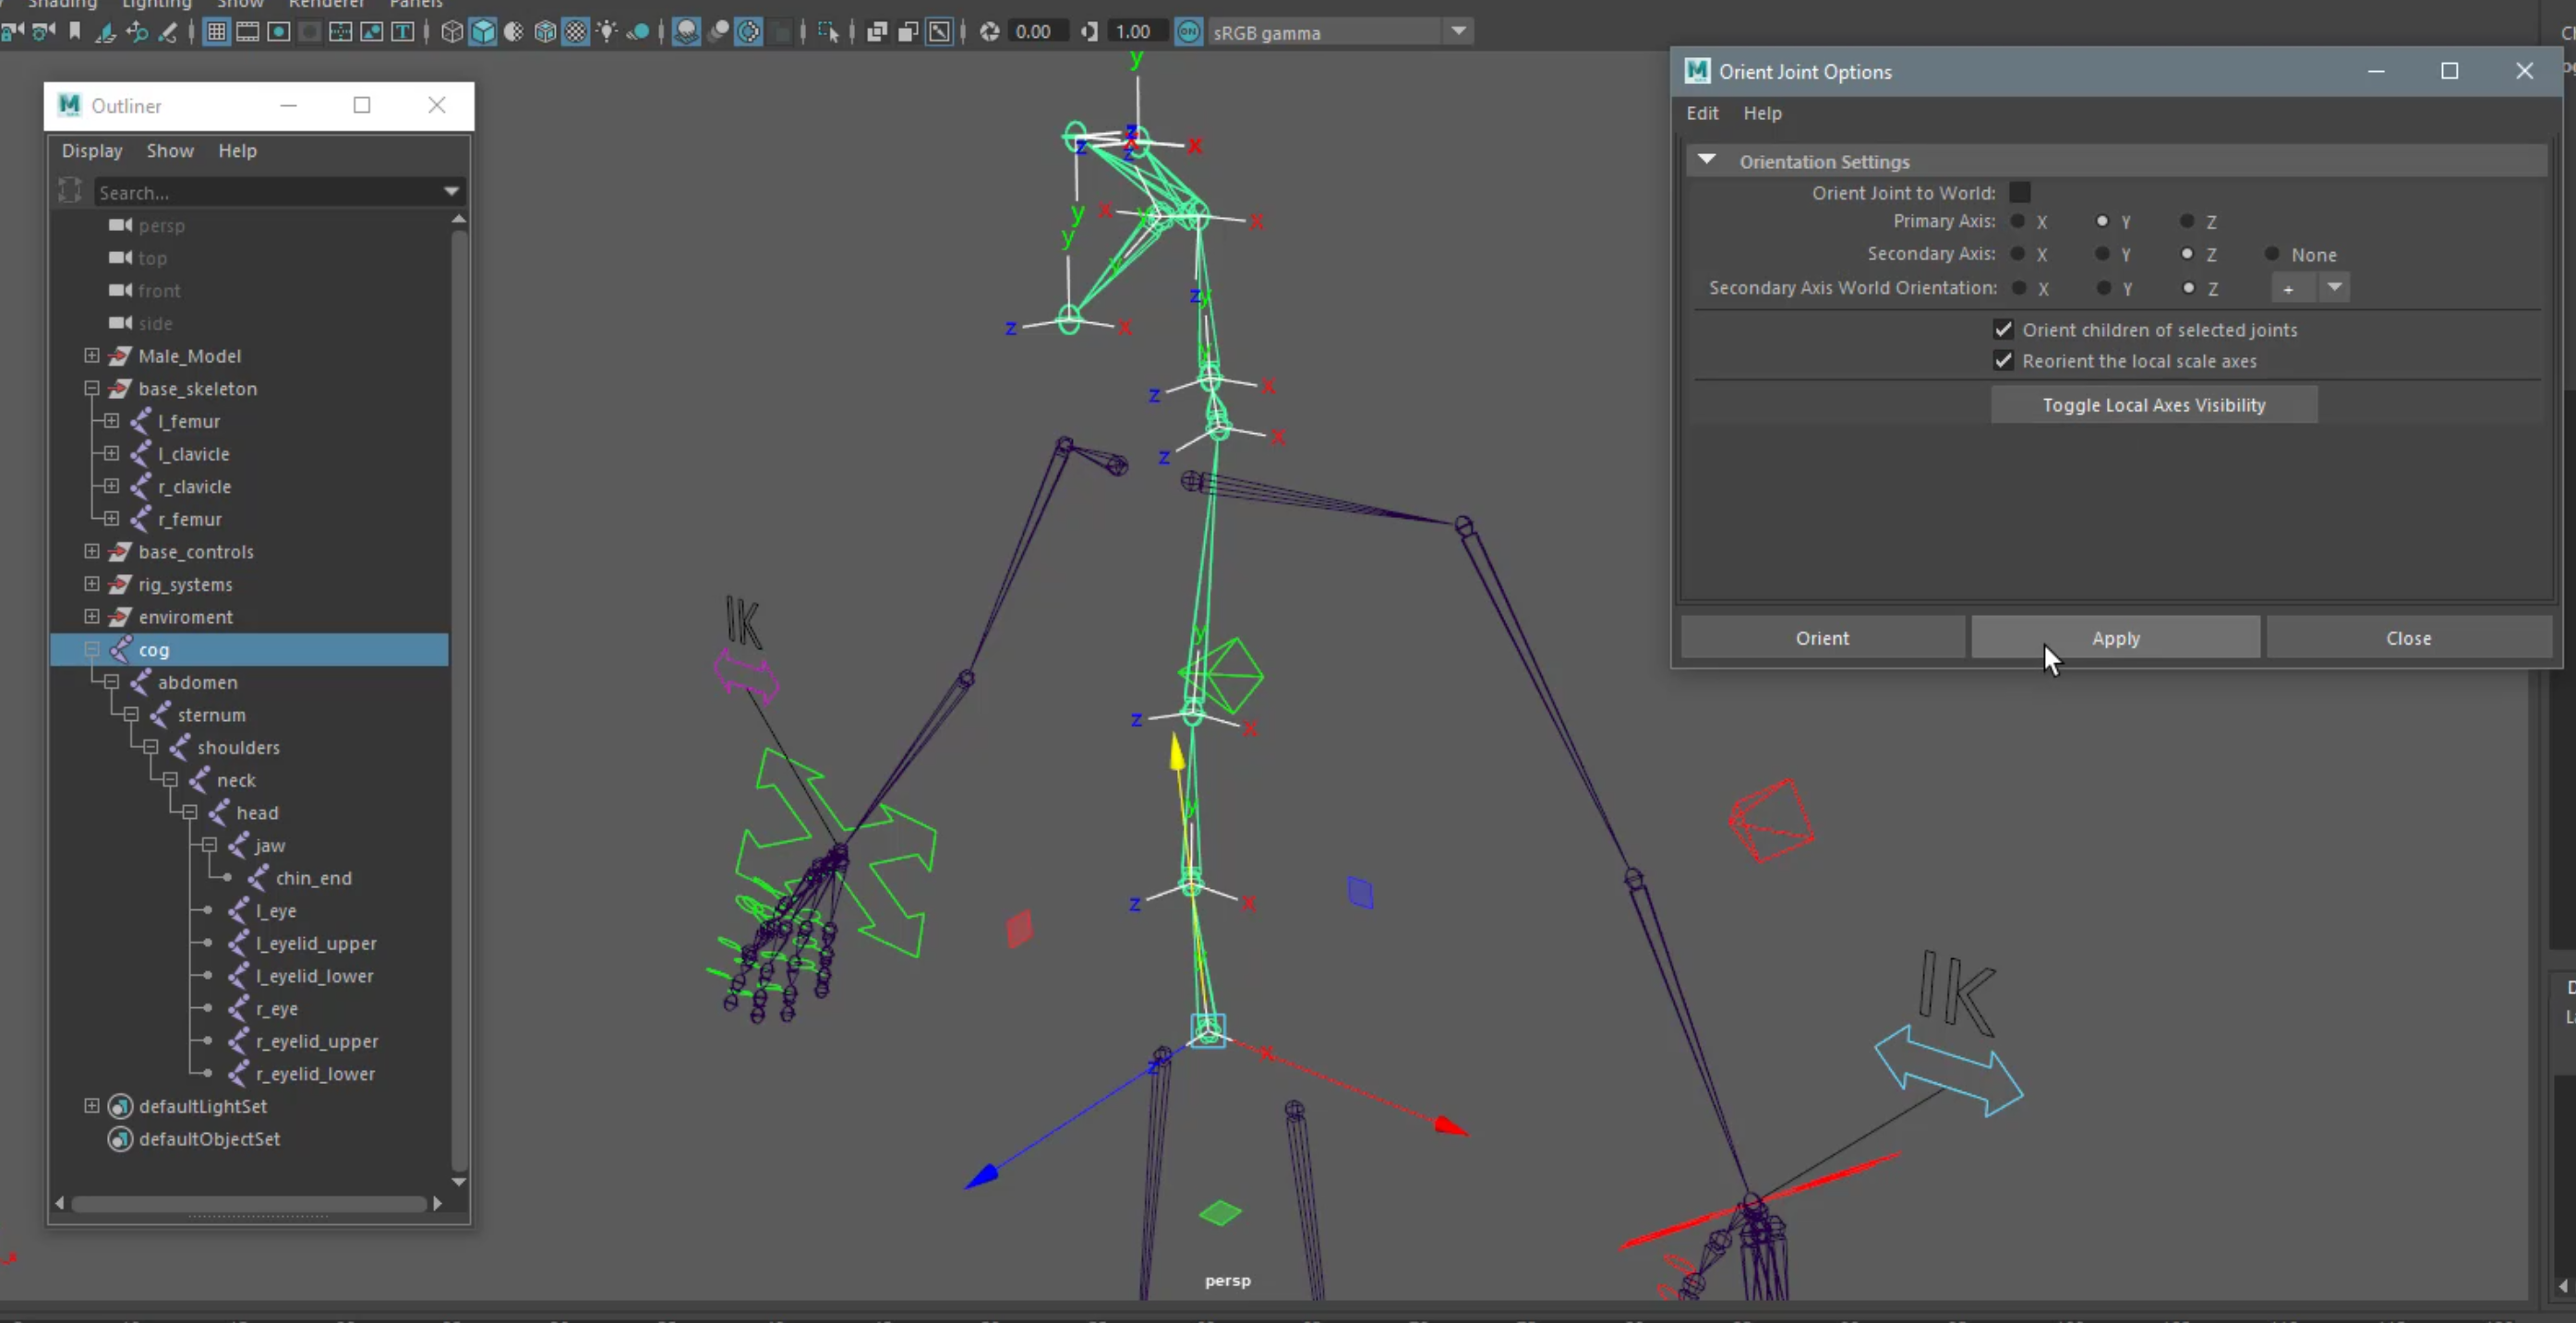 Shading Lighting Show Renderer Panels
0.00 1.00 ON sRGB gamma
Outliner
Display Show Help
Search...
persp
top
front
side
Male_Model
base_skeleton
l_femur
l_clavicle
r_clavicle
r_femur
base_controls
rig_systems
enviroment
cog
abdomen
sternum
shoulders
neck
head
jaw
chin_end
l_eye
l_eyelid_upper
l_eyelid_lower
r_eye
r_eyelid_upper
r_eyelid_lower
defaultLightSet
defaultObjectSet
y
z x
z
y x y x
y
y
z x
z y
y
z x
z x
IK
y
z x
y
z x
z x
IK
persp
Orient Joint Options
Edit Help
Orientation Settings
Orient Joint to World:
Primary Axis: X Y Z
Secondary Axis: X Y Z None
Secondary Axis World Orientation: X Y Z +
Orient children of selected joints
Reorient the local scale axes
Toggle Local Axes Visibility
Orient Apply Close